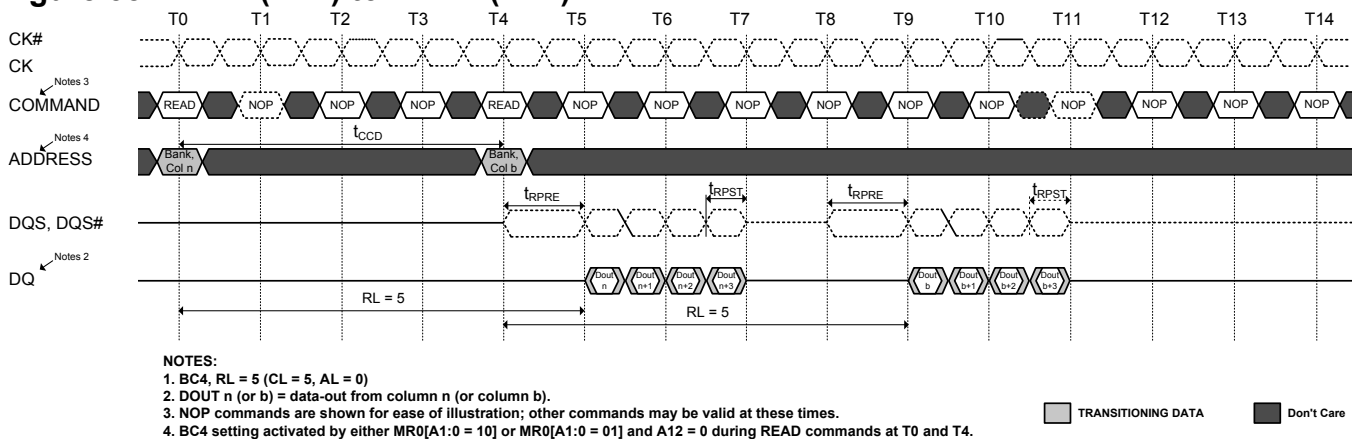 T0 T1 T2 T3 T4 T5 T6 T7 T8 T9 T10 T11 T12 T13 T14
CK#
CK
Notes 3
COMMAND READ NOP NOP NOP READ NOP NOP NOP NOP NOP NOP NOP NOP NOP NOP
Notes 4
tCCD
ADDRESS Bank, Col n Bank, Col b
tRPRE tRPST tRPRE tRPST
DQS, DQS#
Notes 2
DQ Dout n Dout n+1 Dout n+2 Dout n+3 Dout b Dout b+1 Dout b+2 Dout b+3
RL = 5
RL = 5
NOTES:
1. BC4, RL = 5 (CL = 5, AL = 0)
2. DOUT n (or b) = data-out from column n (or column b).
3. NOP commands are shown for ease of illustration; other commands may be valid at these times.
4. BC4 setting activated by either MR0[A1:0 = 10] or MR0[A1:0 = 01] and A12 = 0 during READ commands at T0 and T4.
TRANSITIONING DATA Don't Care